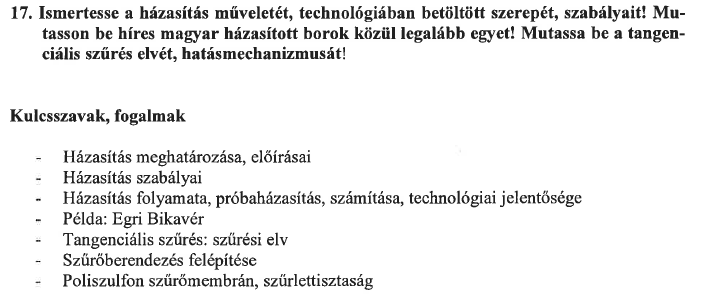 17. Ismertesse a házasítás műveletét, technológiában betöltött szerepét, szabályait! Mu-
tasson be híres magyar házasított borok közül legalább egyet! Mutassa be a tangen-
ciális szűrés elvét, hatásmechanizmusát!
Kulcsszavak, fogalmak
- Házasítás meghatározása, előírásai
- Házasítás szabályai
- Házasítás folyamata, próbaházasítás, számítása, technológiai jelentősége
- Példa: Egri Bikavér
- Tangenciális szűrés: szűrési elv
- Szűrőberendezés felépítése
- Poliszulfon szűrőmembrán, szűrlettisztaság